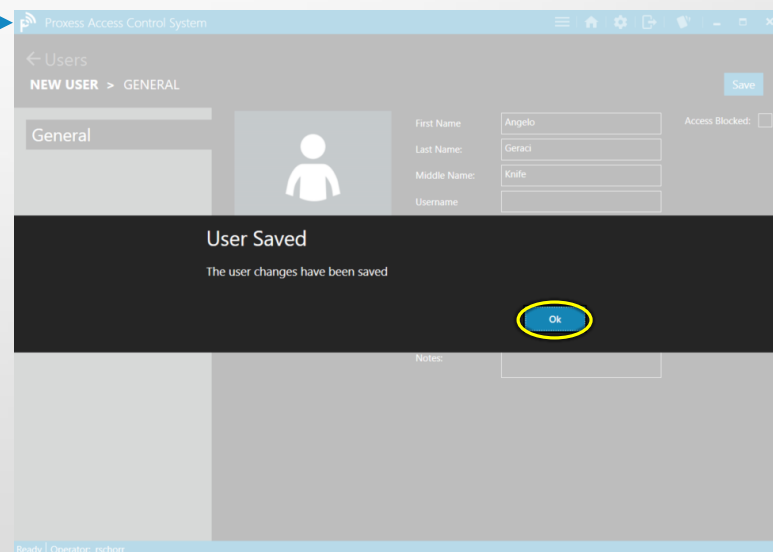 Proxess Access Control System
Users
NEW USER > GENERAL
Save
General
First Name
Angelo
Access Blocked:
Last Name:
Geraci
Middle Name:
Knife
Username
User Saved
The user changes have been saved
Ok
Notes:
Ready
Operator: rschorr